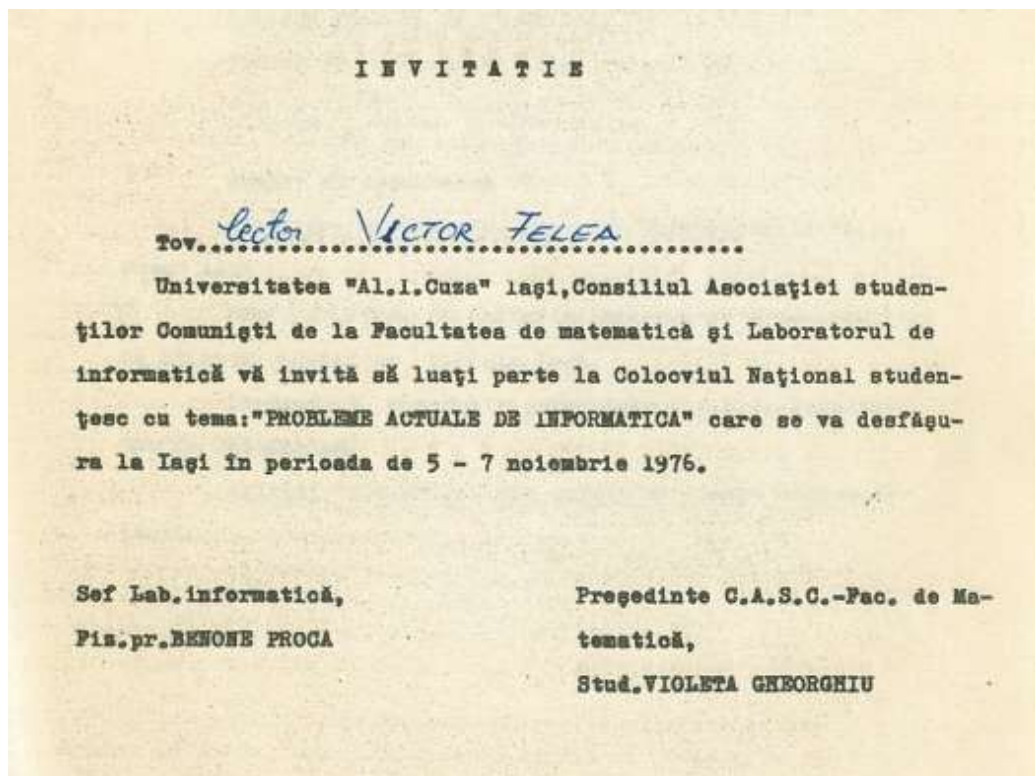 INVITATIE
Tov. lector VICTOR FELEA
Universitatea "Al.I.Cuza" Iaşi,Consiliul Asociaţiei studen-
ţilor Comunişti de la Facultatea de matematică şi Laboratorul de
informatică vă invită să luaţi parte la Colocviul Naţional studen-
ţesc cu tema:"PROBLEME ACTUALE DE INFORMATICA" care se va desfăşu-
ra la Iaşi în perioada de 5 - 7 noiembrie 1976.
Sef Lab.informatică,
Fis.pr.BENONE PROCA
Preşedinte C.A.S.C.-Fac. de Ma-
tematică,
Stud.VIOLETA GHEORGHIU